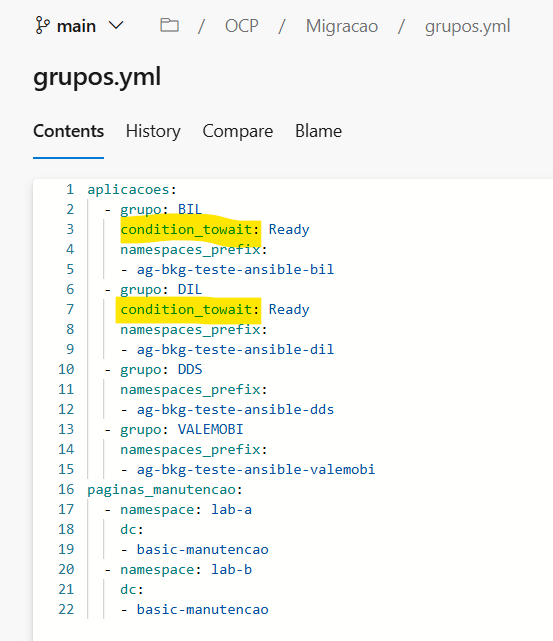 main / OCP / Migracao / grupos.yml
grupos.yml
Contents History Compare Blame
1 aplicacoes:
2 - grupo: BIL
3 condition_towait: Ready
4 namespaces_prefix:
5 - ag-bkg-teste-ansible-bil
6 - grupo: DIL
7 condition_towait: Ready
8 namespaces_prefix:
9 - ag-bkg-teste-ansible-dil
10 - grupo: DDS
11 namespaces_prefix:
12 - ag-bkg-teste-ansible-dds
13 - grupo: VALEMOBI
14 namespaces_prefix:
15 - ag-bkg-teste-ansible-valemobi
16 paginas_manutencao:
17 - namespace: lab-a
18 dc:
19 - basic-manutencao
20 - namespace: lab-b
21 dc:
22 - basic-manutencao